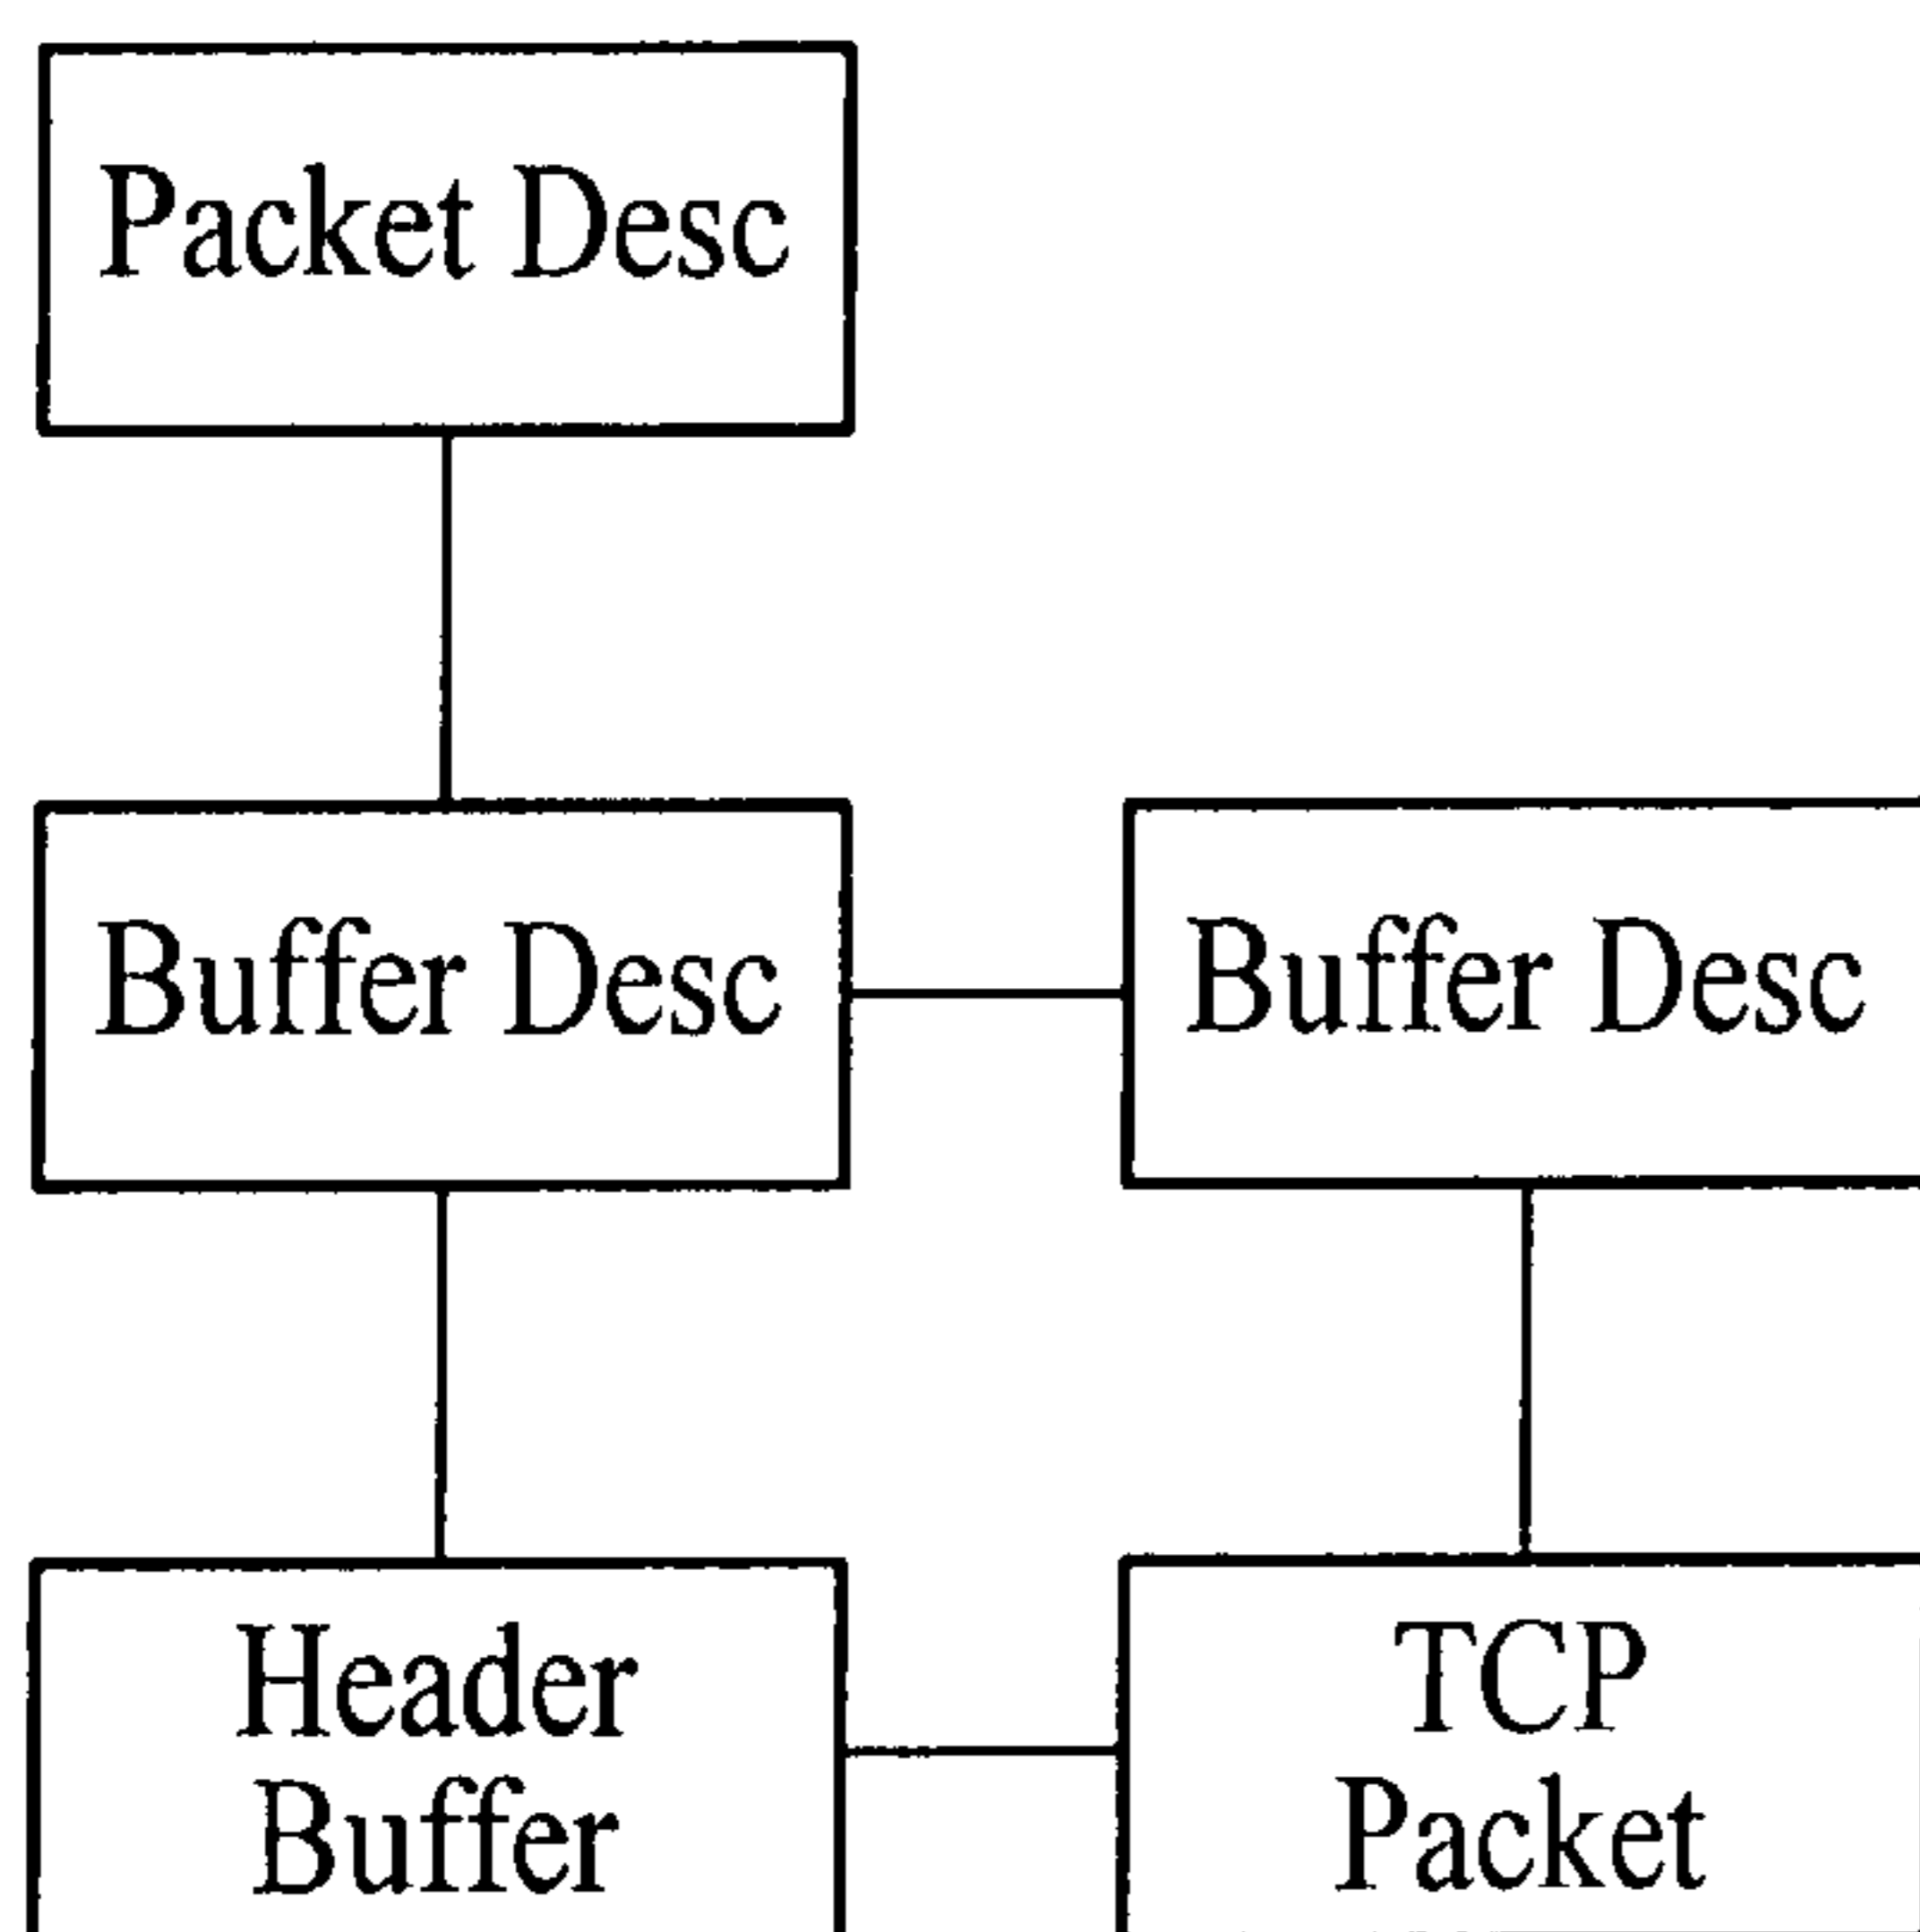 Packet Desc
Buffer Desc
Buffer Desc
Header
Buffer
TCP
Packet